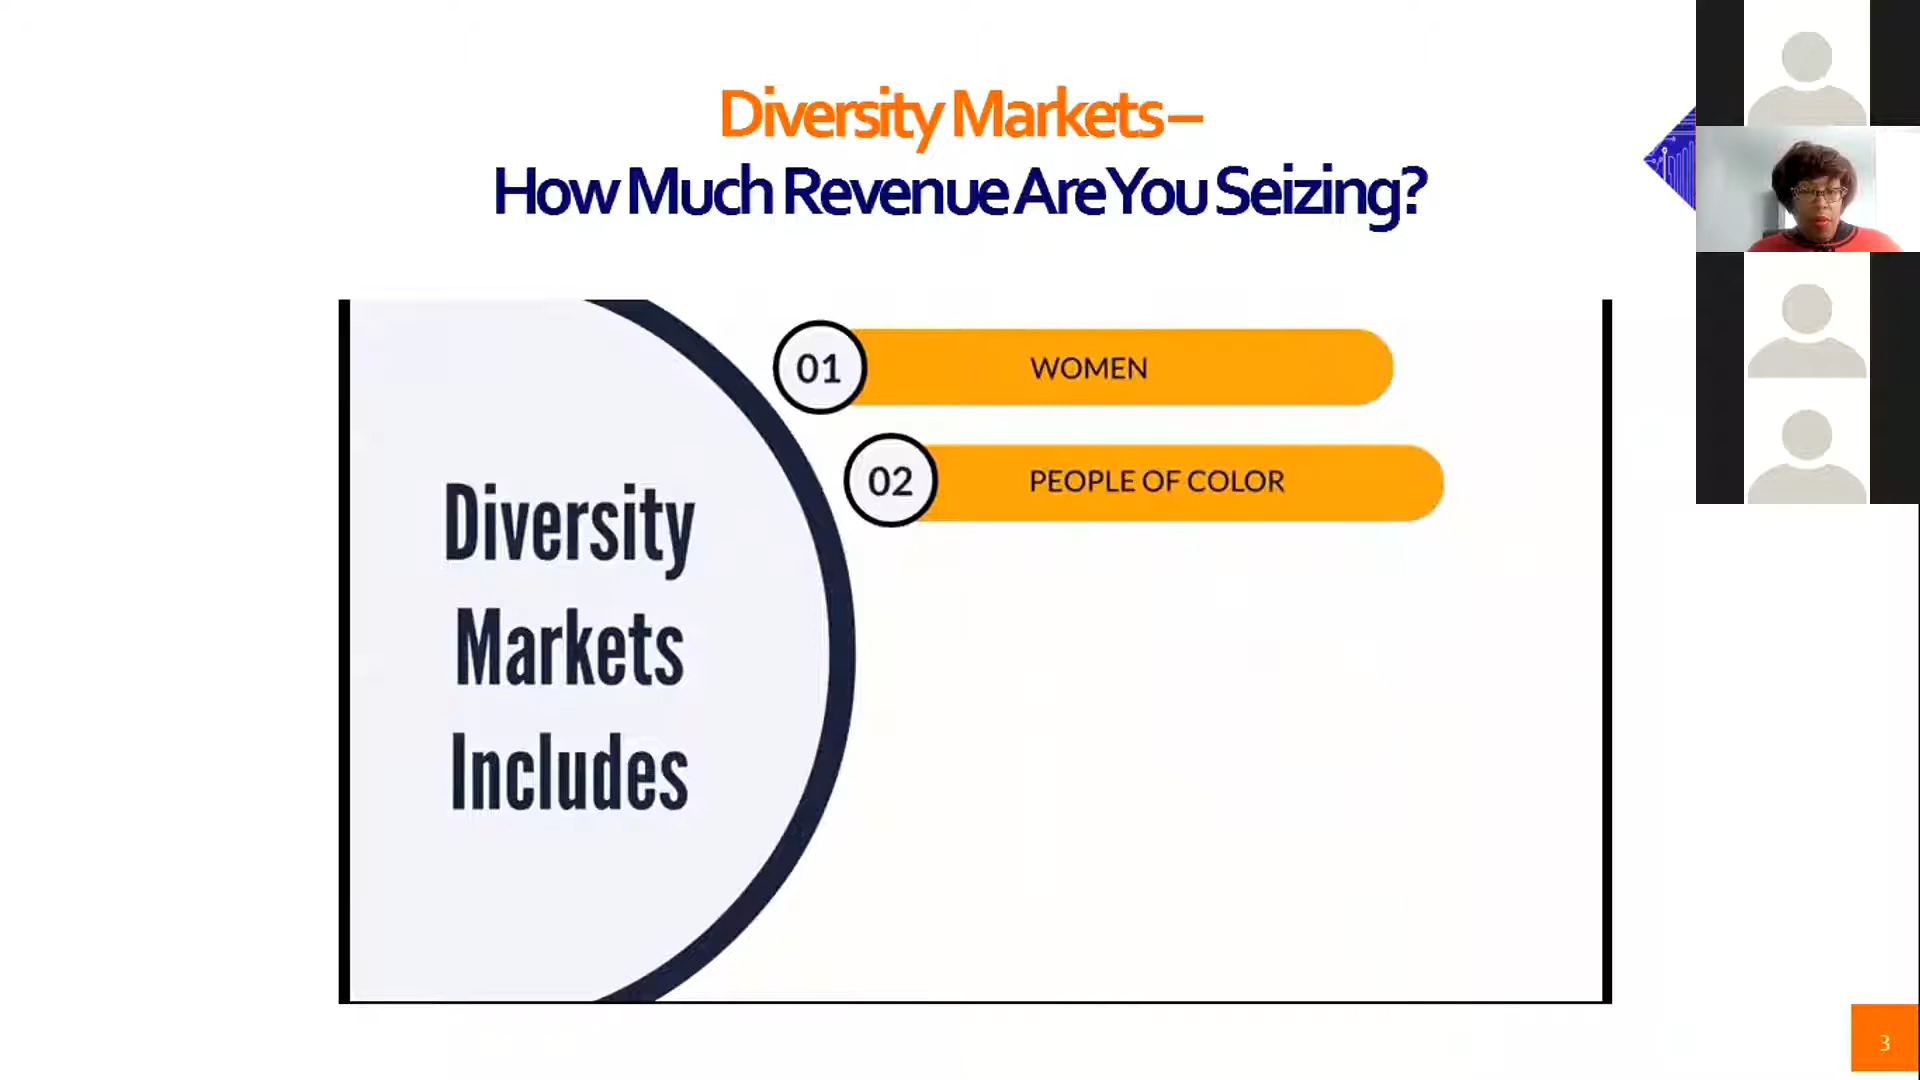 Diversity Markets –
How Much Revenue Are You Seizing?
Diversity
Markets
Includes
01
WOMEN
02
PEOPLE OF COLOR
3